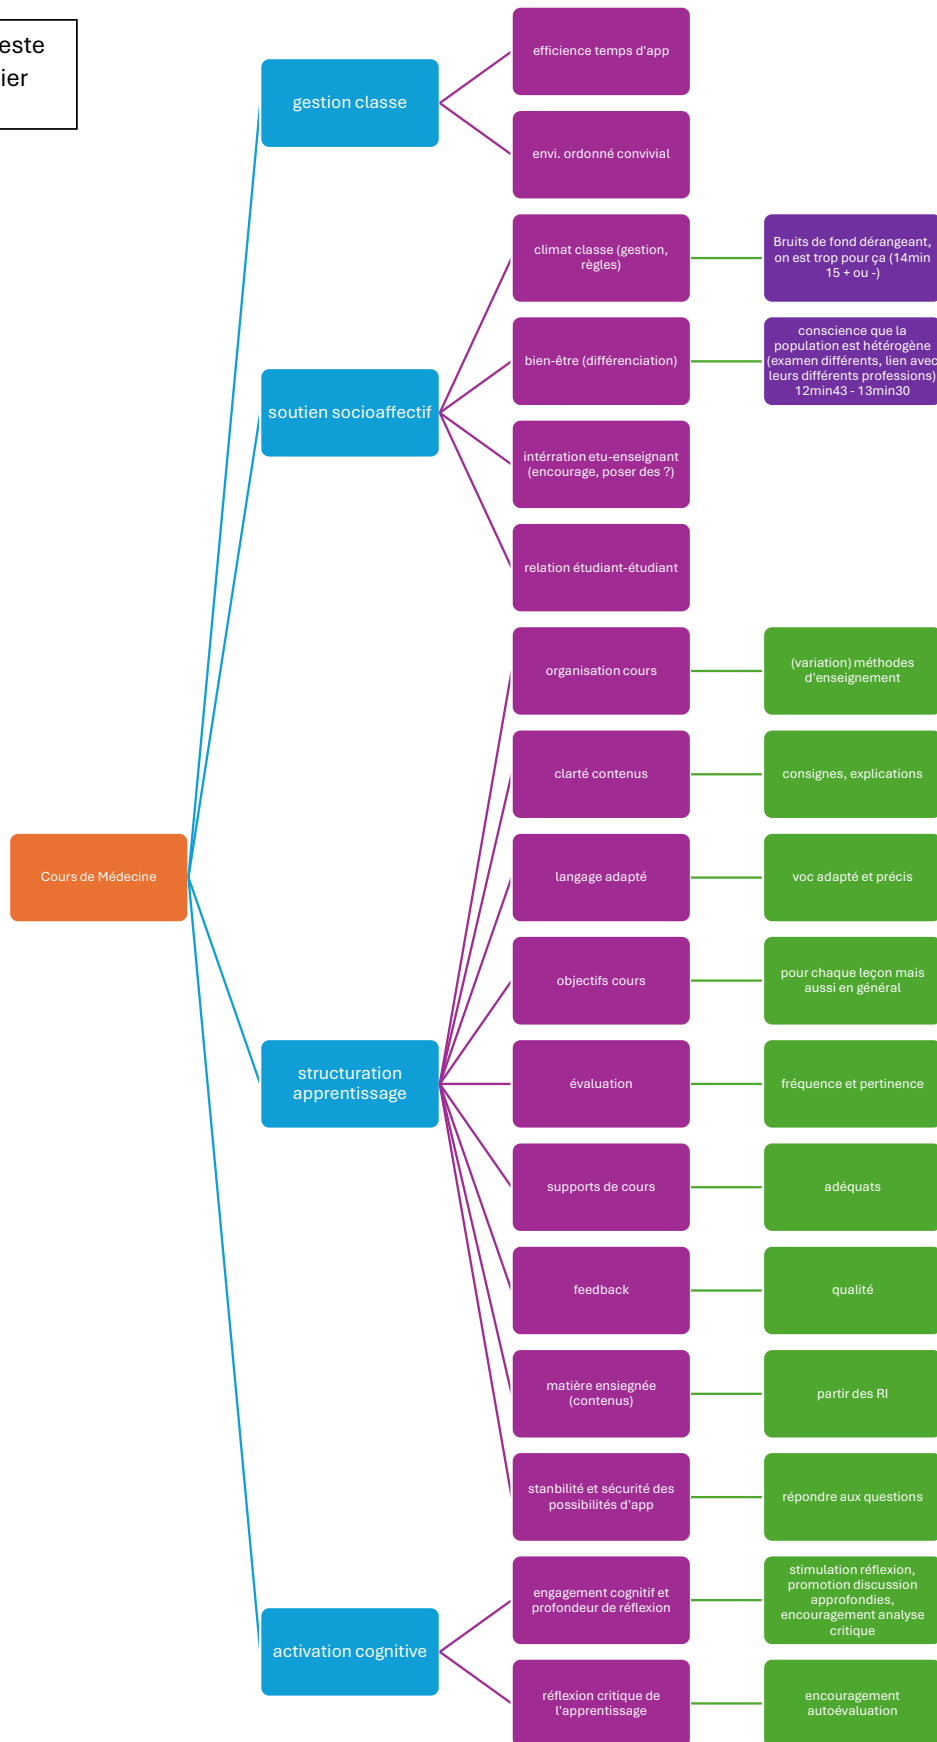 este
ier
efficience temps d'app
gestion classe
envi. ordonné convivial
climat classe (gestion,
règles)
Bruits de fond dérangeant,
on est trop pour ça (14min
15 + ou -)
bien-être (différenciation)
conscience que la
population est hétérogène
(examen différents, lien avec
leurs différents professions)
12min43 - 13min30
soutien socioaffectif
intérration etu-enseignant
(encourage, poser des ?)
relation étudiant-étudiant
organisation cours
(variation) méthodes
d'enseignement
clarté contenus
consignes, explications
Cours de Médecine
langage adapté
voc adapté et précis
objectifs cours
pour chaque leçon mais
aussi en général
structuration
apprentissage
évaluation
fréquence et pertinence
supports de cours
adéquats
feedback
qualité
matière ensiegnée
(contenus)
partir des RI
stanbilité et sécurité des
possibilités d'app
répondre aux questions
engagement cognitif et
profondeur de réflexion
stimulation réflexion,
promotion discussion
approfondies,
encouragement analyse
critique
activation cognitive
réflexion critique de
l'apprentissage
encouragement
autoévaluation